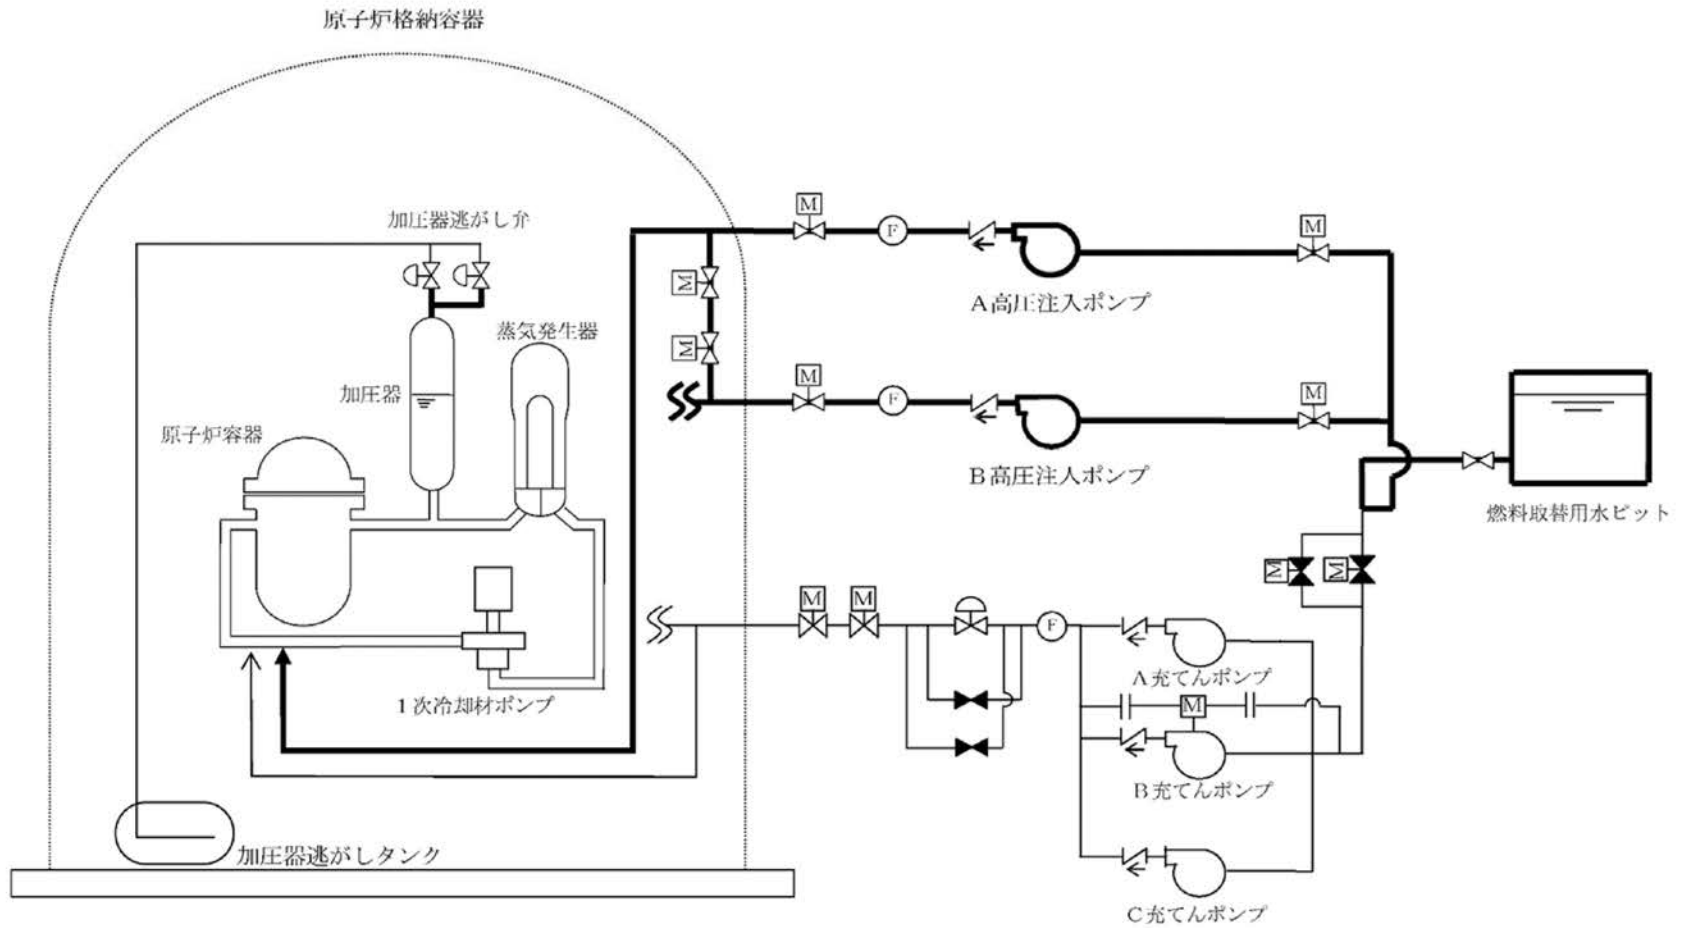 原子炉格納容器
M
加圧器逃がし弁
F
M
A高圧注入ポンプ
M
蒸気発生器
M
加圧器
M
F
M
原子炉容器
B高圧注入ポンプ
燃料取替用水ピット
M
M
M
M
F
A充てんポンプ
1次冷却材ポンプ
M
B充てんポンプ
加圧器逃がしタンク
C充てんポンプ